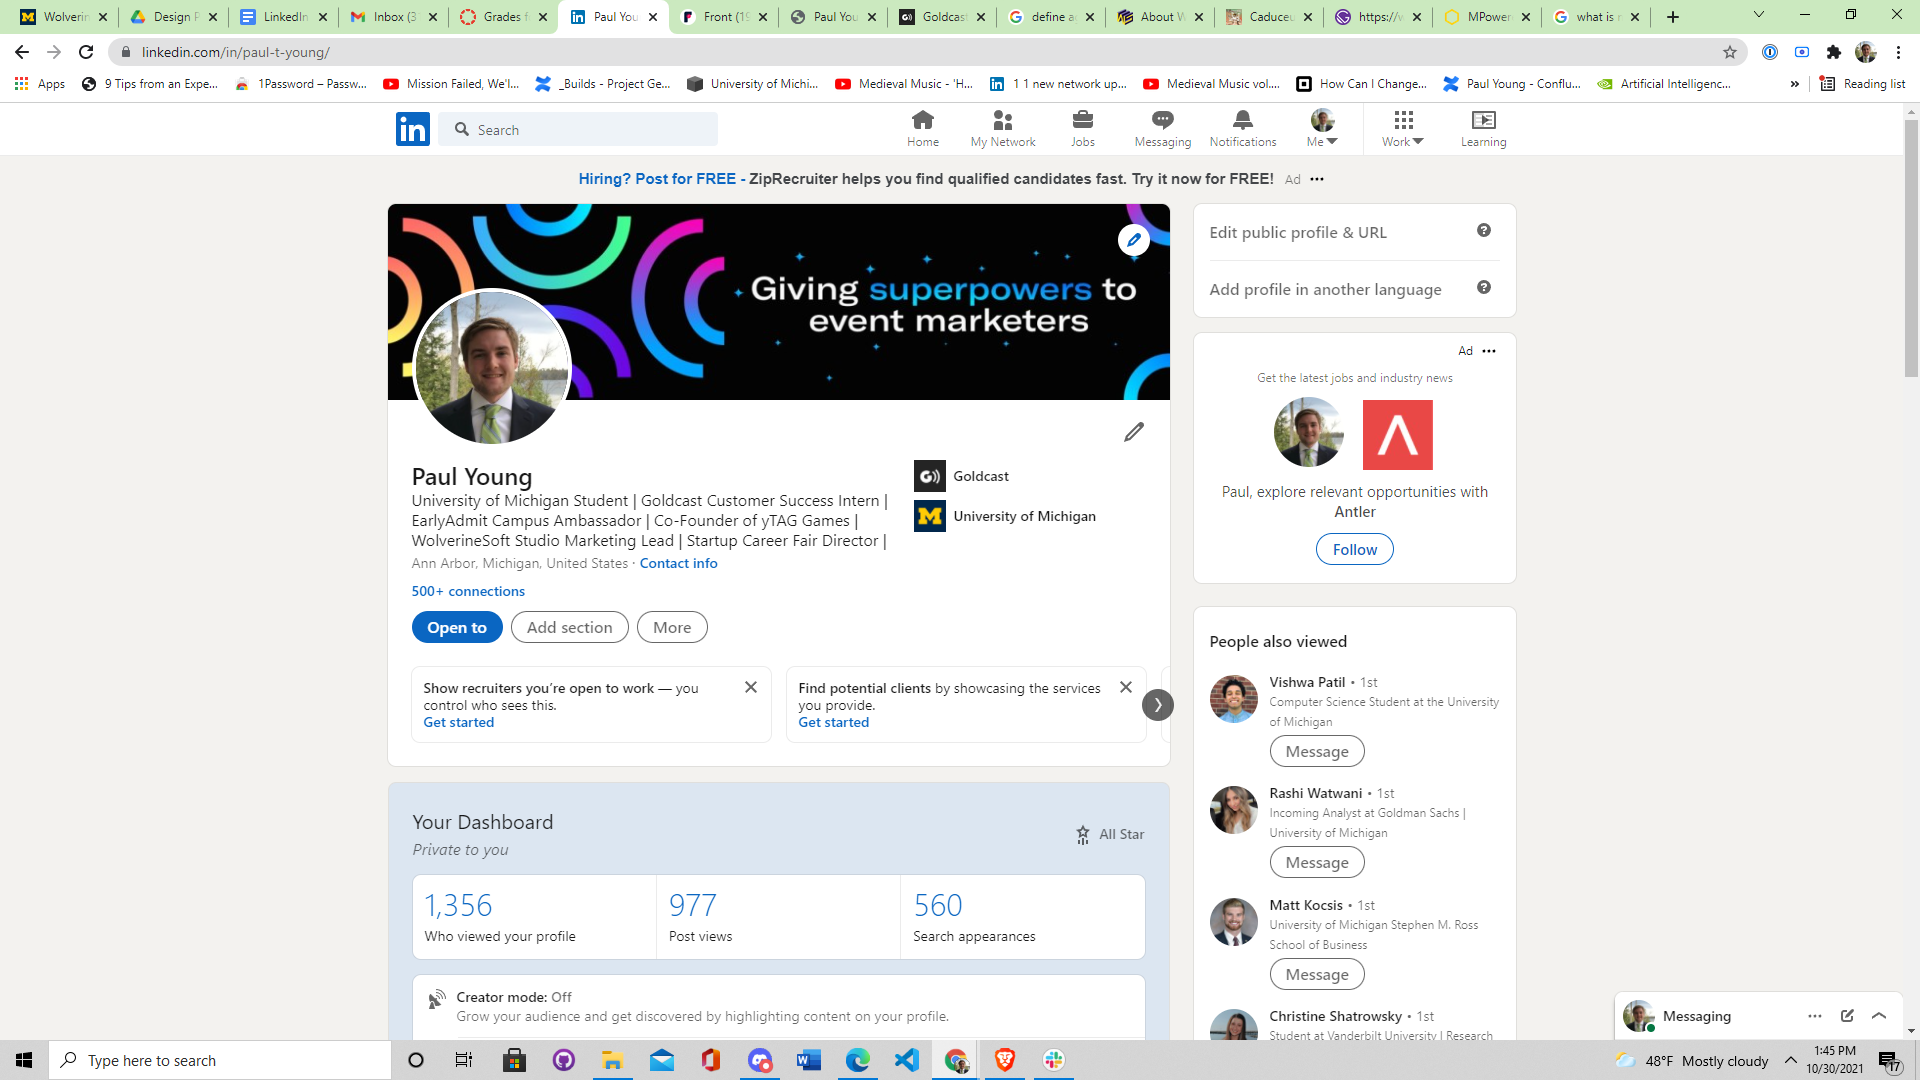 Wolverin
Design P
LinkedIn
Inbox (3
Grades f
Paul You
Front (19
Paul You
Goldcas
define a
About W
Caduceu
https://w
MPower
what is r
linkedin.com/in/paul-t-young/
Apps
9 Tips from an Expe...
1Password – Passw...
Mission Failed, We'l...
_Builds - Project Ge...
University of Michi...
Medieval Music - 'H...
1 1 new network up...
Medieval Music vol....
How Can I Change...
Paul Young - Conflu...
Artificial Intelligenc...
»
Reading list
in
Search
Home
My Network
Jobs
Messaging
Notifications
Me
Work
Learning
Hiring? Post for FREE - ZipRecruiter helps you find qualified candidates fast. Try it now for FREE! Ad
Giving superpowers to
event marketers
Paul Young
University of Michigan Student | Goldcast Customer Success Intern |
EarlyAdmit Campus Ambassador | Co-Founder of yTAG Games |
WolverineSoft Studio Marketing Lead | Startup Career Fair Director |
Ann Arbor, Michigan, United States · Contact info
500+ connections
Goldcast
University of Michigan
Open to
Add section
More
Show recruiters you're open to work — you
control who sees this.
Get started
Find potential clients by showcasing the services
you provide.
Get started
Your Dashboard
Private to you
All Star
1,356
Who viewed your profile
977
Post views
560
Search appearances
Creator mode: Off
Grow your audience and get discovered by highlighting content on your profile.
Edit public profile & URL
Add profile in another language
Ad
Get the latest jobs and industry news
Paul, explore relevant opportunities with
Antler
Follow
People also viewed
Vishwa Patil • 1st
Computer Science Student at the University
of Michigan
Message
Rashi Watwani • 1st
Incoming Analyst at Goldman Sachs |
University of Michigan
Message
Matt Kocsis • 1st
University of Michigan Stephen M. Ross
School of Business
Message
Christine Shatrowsky • 1st
Student at Vanderbilt University | Research
Messaging
Type here to search
48°F Mostly cloudy
1:45 PM
10/30/2021
17